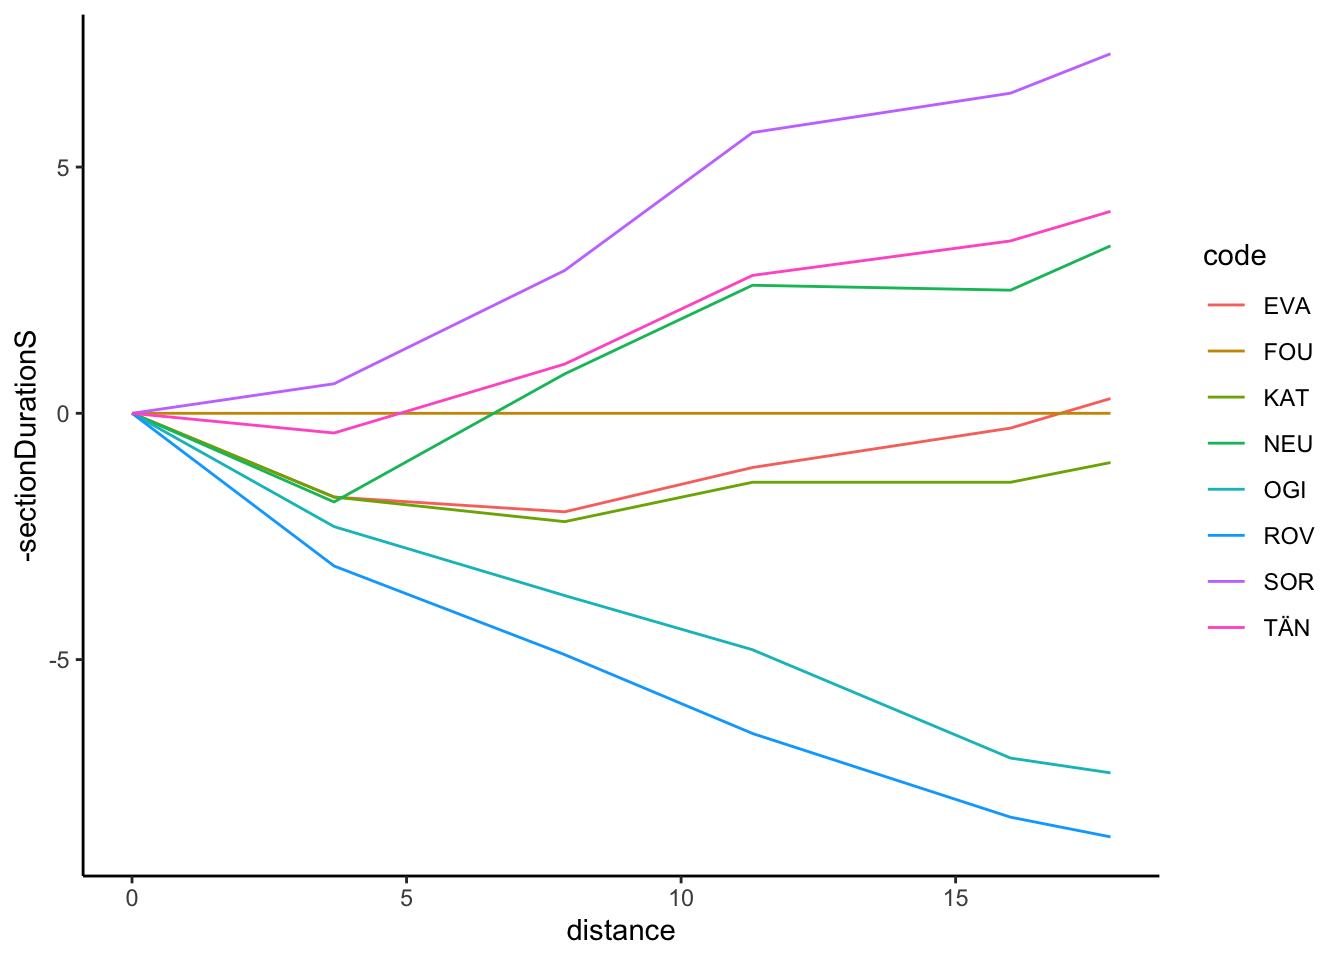 -sectionDurationS
5
0
-5
0
5
10
15
distance
code
EVA
FOU
KAT
NEU
OGI
ROV
SOR
TÄN